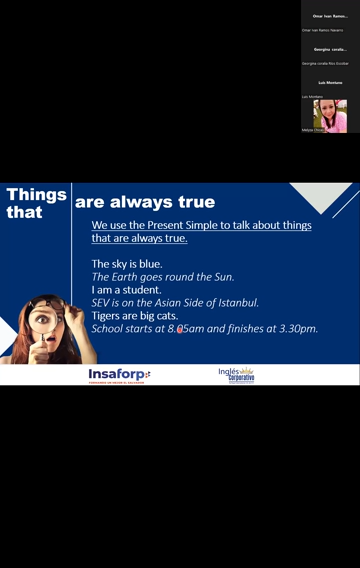 Omar Ivan Ramos...
Omar Ivan Ramos Navarro
Georgina coralia...
Georgina coralia Rios Escobar
Luis Montano
Luis Montano
Things
that
are always true
We use the Present Simple to talk about things
that are always true.
The sky is blue.
The Earth goes round the Sun.
I am a student.
SEV is on the Asian Side of Istanbul.
Tigers are big cats.
School starts at 8.05am and finishes at 3.30pm.
Insaforp
Inglés
Corporativo